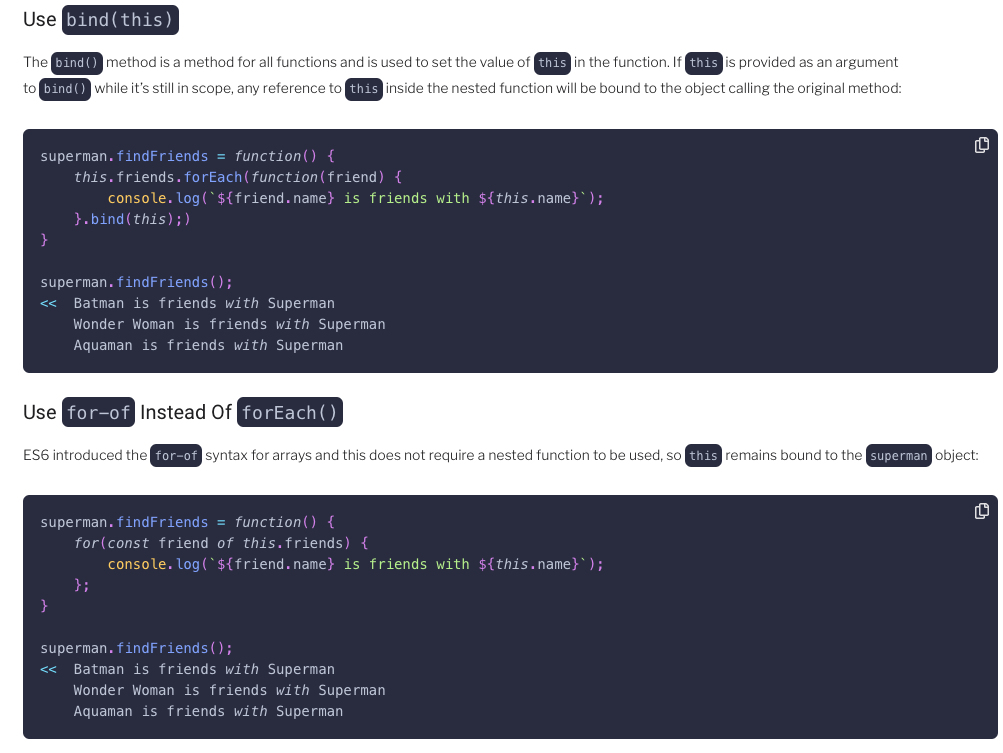 Use bind(this)
The bind() method is a method for all functions and is used to set the value of this in the function. If this is provided as an argument
to bind() while it’s still in scope, any reference to this inside the nested function will be bound to the object calling the original method:
superman.findFriends = function() {
    this.friends.forEach(function(friend) {
        console.log(`${friend.name} is friends with ${this.name}`);
    }.bind(this);)
}
superman.findFriends();
<<  Batman is friends with Superman
    Wonder Woman is friends with Superman
    Aquaman is friends with Superman
Use for-of Instead Of forEach()
ES6 introduced the for-of syntax for arrays and this does not require a nested function to be used, so this remains bound to the superman object:
superman.findFriends = function() {
    for(const friend of this.friends) {
        console.log(`${friend.name} is friends with ${this.name}`);
    };
}
superman.findFriends();
<<  Batman is friends with Superman
    Wonder Woman is friends with Superman
    Aquaman is friends with Superman